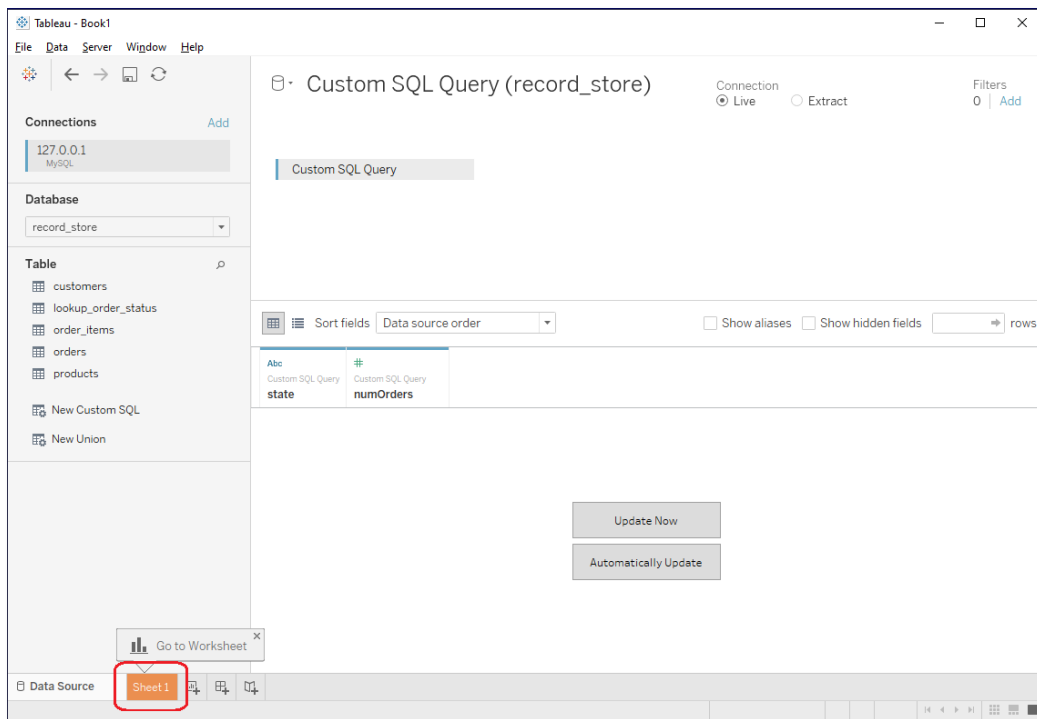 Tableau - Book1
File Data Server Window Help
Custom SQL Query (record_store)
Connection
Live Extract
Filters
0 Add
Connections Add
127.0.0.1
MySQL
Custom SQL Query
Database
record_store
Table
customers
lookup_order_status
order_items
orders
products
New Custom SQL
New Union
Sort fields Data source order Show aliases Show hidden fields rows
Abc #
Custom SQL Query Custom SQL Query
state numOrders
Update Now
Automatically Update
Go to Worksheet
Data Source Sheet 1